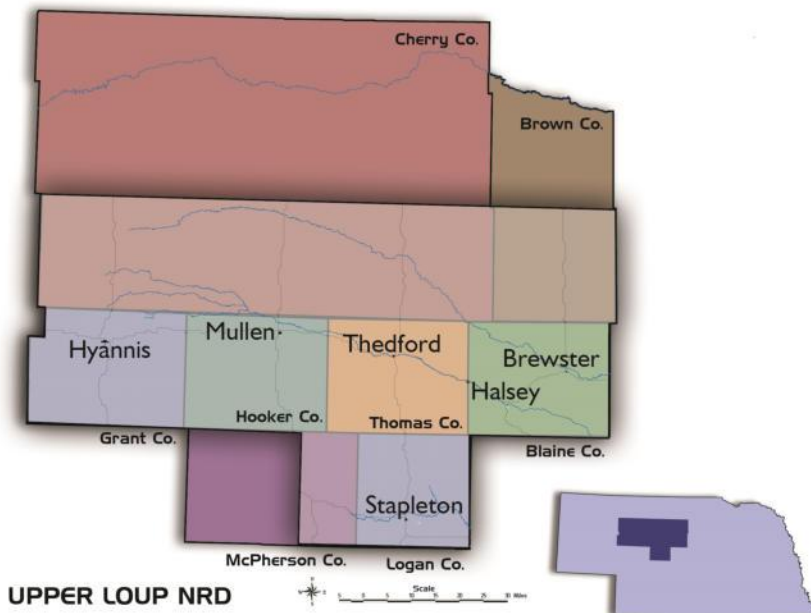 Cherry Co.
Brown Co.
Hyannis
Mullen
Thedford
Brewster
Halsey
Hooker Co.
Thomas Co.
Grant Co.
Blaine Co.
Stapleton
McPherson Co.
Logan Co.
UPPER LOUP NRD
Scale